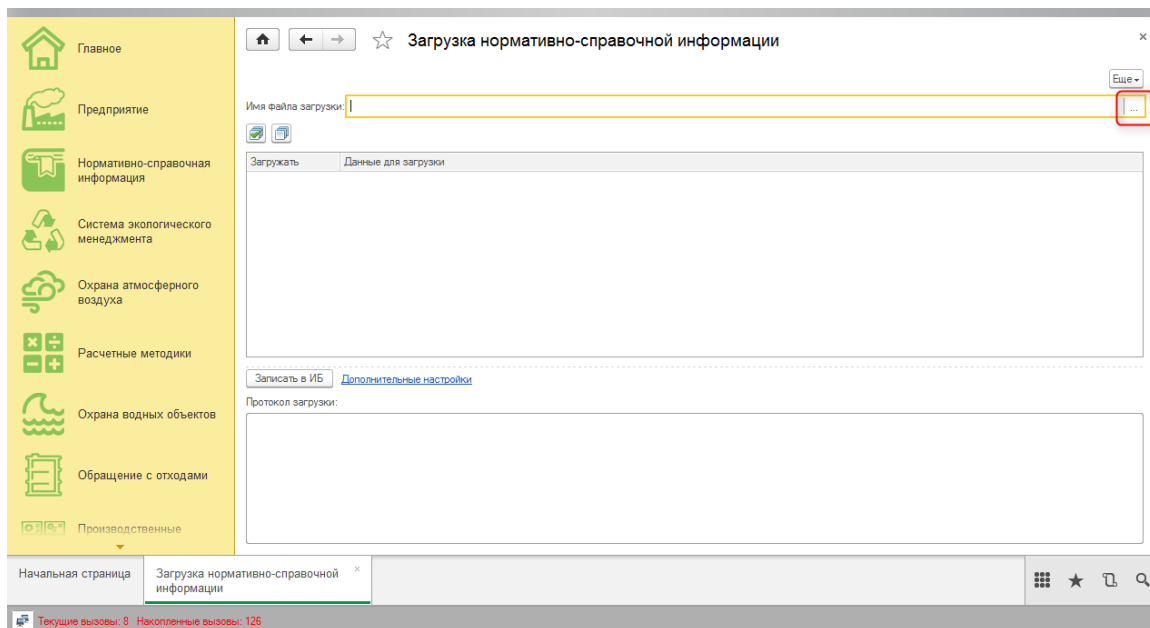 Главное
Предприятие
Нормативно-справочная
информация
Система экологического
менеджмента
Охрана атмосферного
воздуха
Расчетные методики
Охрана водных объектов
Обращение с отходами
Производственные
Загрузка нормативно-справочной информации
Еще
Имя файла загрузки:
...
Загружать Данные для загрузки
Записать в ИБ Дополнительные настройки
Протокол загрузки:
Начальная страница
Загрузка нормативно-справочной
информации
Текущие вызовы: 8 Накопленные вызовы: 126